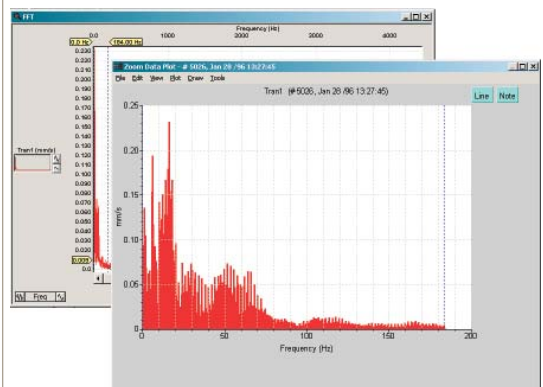 FFT
Frequency (Hz)
0.0 1000 2000 3000 4000
0.0 Hz 184.00 Hz
0.230
0.220
0.210
0.200
0.190
0.180
0.170
0.160
0.150
0.140
0.130
0.120
0.110
0.100
0.090
0.080
0.070
0.060
0.050
0.040
0.030
0.020
0.009
0.0
Tran1 (mm/s)
Freq
Zoom Data Plot - # 5026, Jan 28 /96 13:27:45
File Edit View Plot Draw Tools
Tran1 (#5026, Jan 28 /96 13:27:45)
Line Note
0.25
0.20
0.15
0.10
0.05
0
mm/s
0 50 100 150 200
Frequency (Hz)